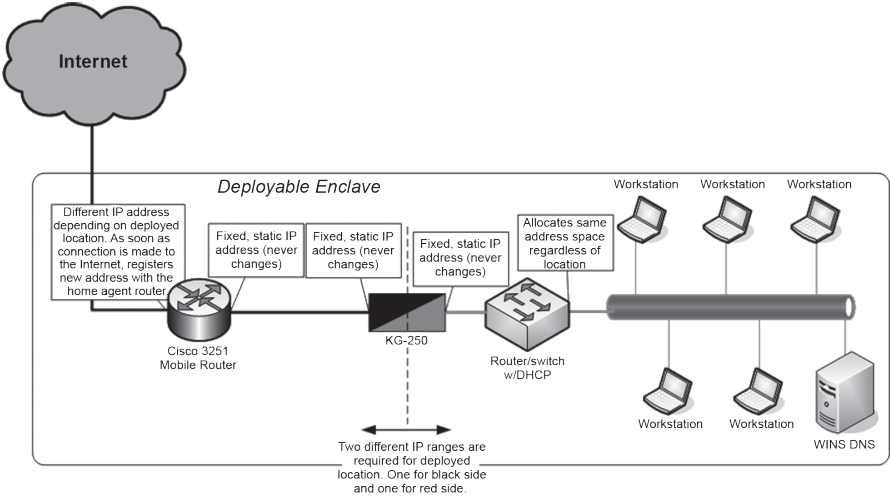 Internet
Deployable Enclave
Different IP address
depending on deployed
location. As soon as
connection is made to
the Internet, registers
new address with the
home agent router.
Fixed, static IP
address (never
changes)
Fixed, static IP
address (never
changes)
Fixed, static IP
address (never
changes)
Allocates same
address space
regardless of
location
Workstation
Workstation
Workstation
Cisco 3251
Mobile Router
KG-250
Router/switch
w/DHCP
Workstation
Workstation
WINS DNS
Two different IP ranges are
required for deployed
location. One for black side
and one for red side.